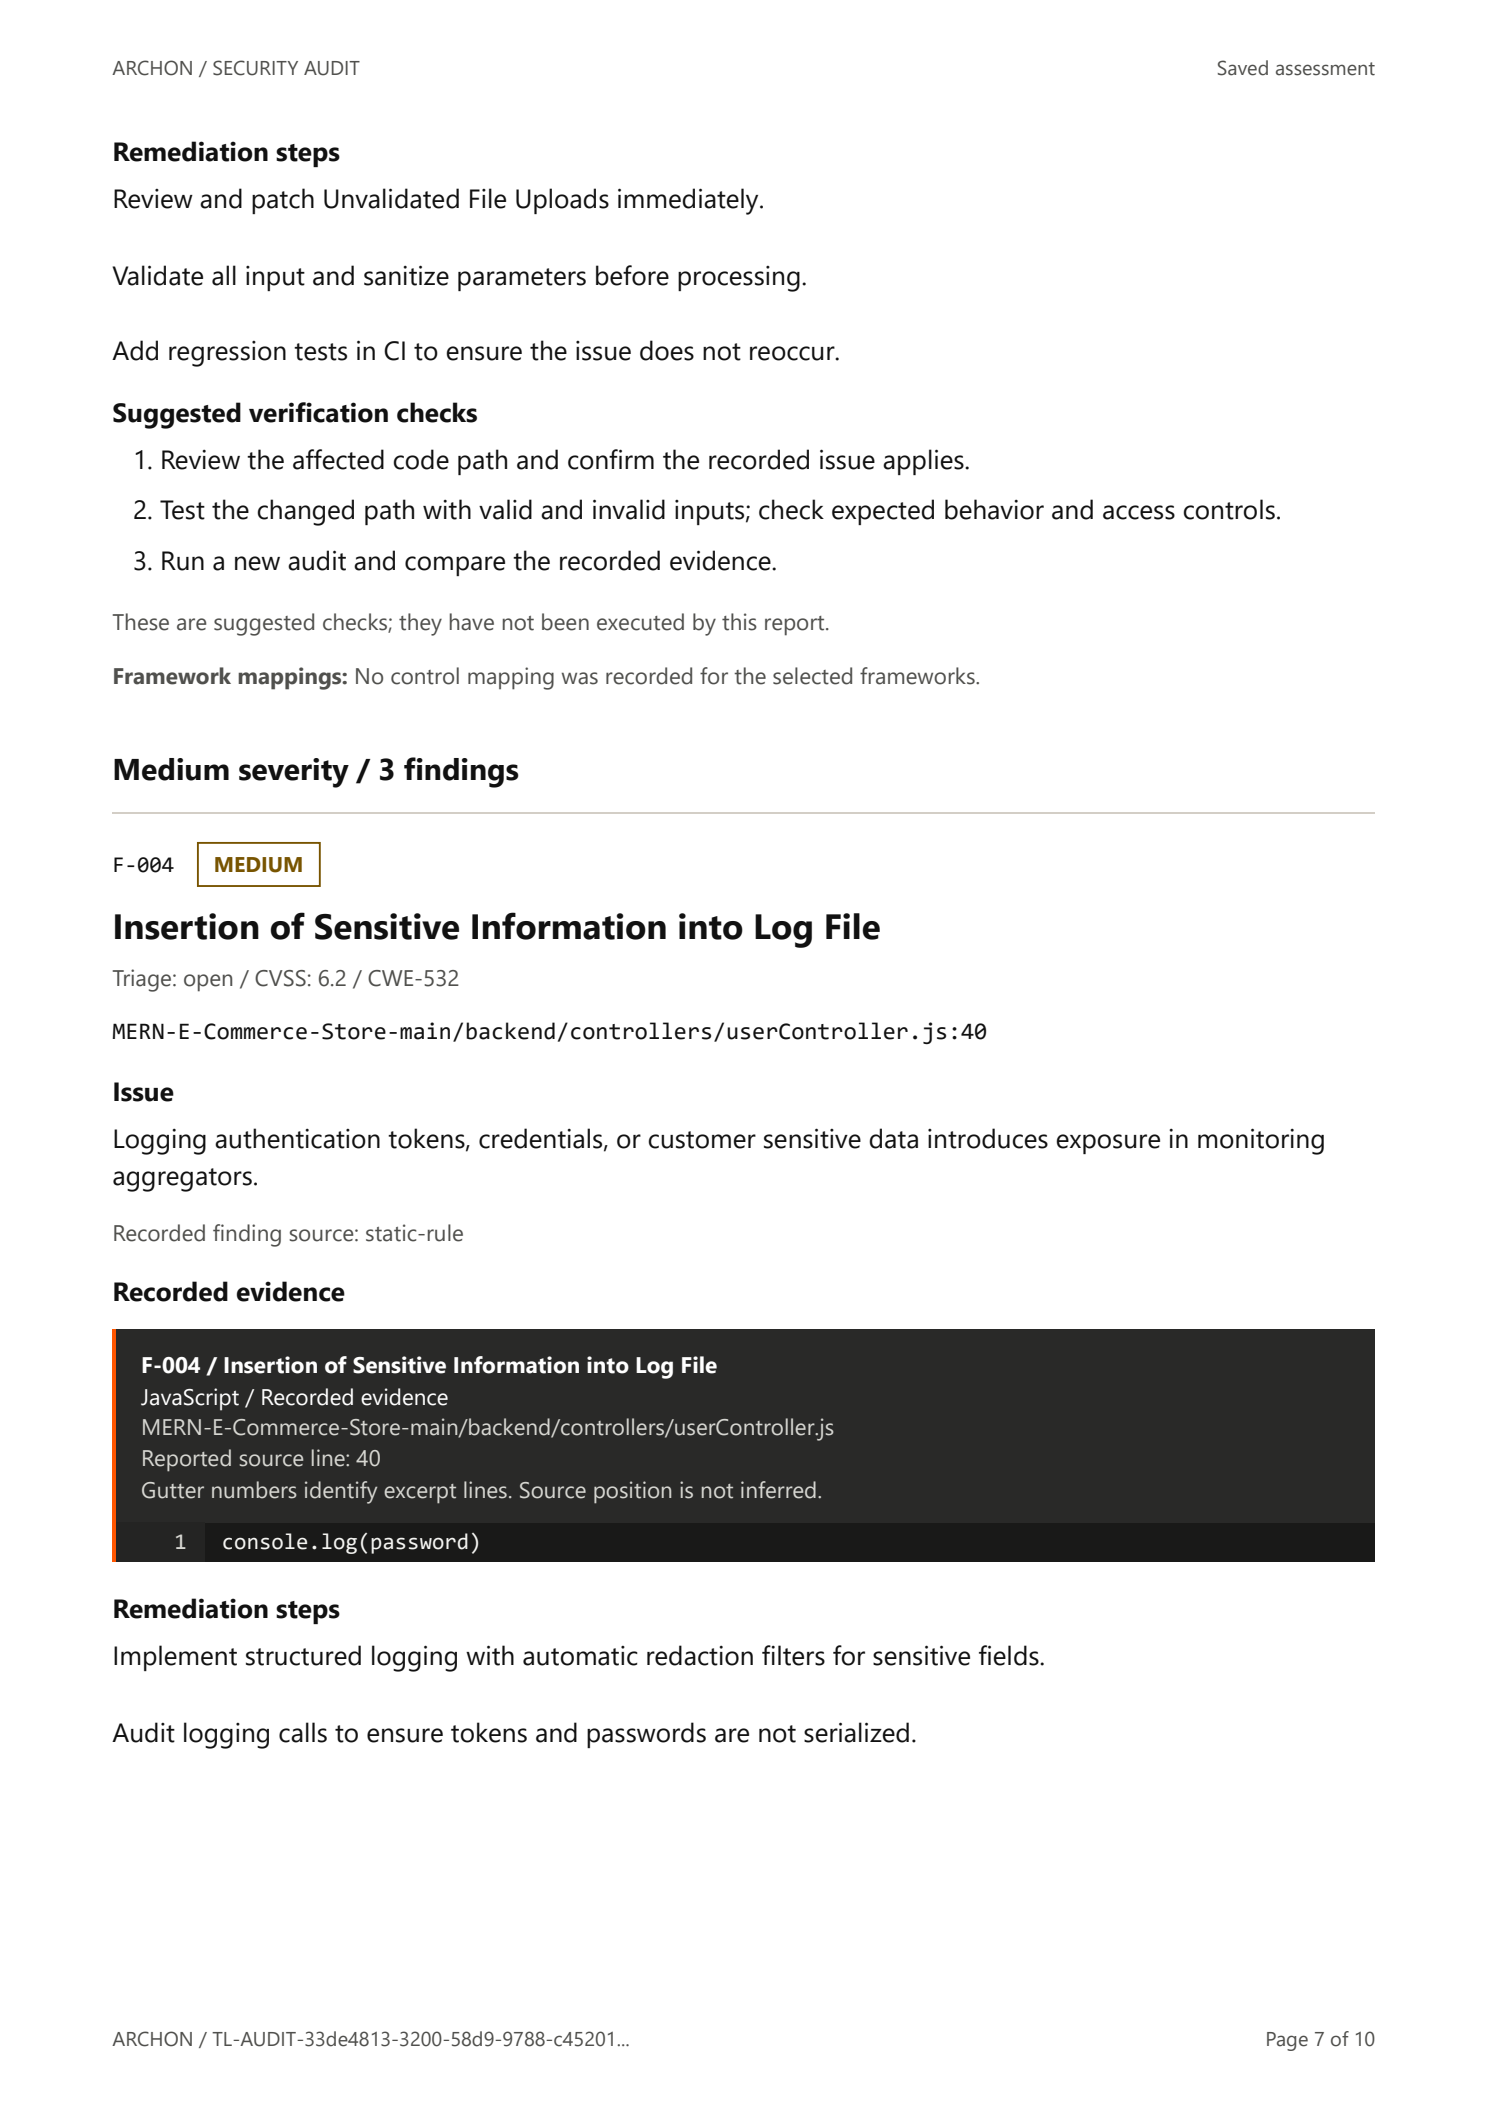 ARCHON / SECURITY AUDIT
Saved assessment
Remediation steps
Review and patch Unvalidated File Uploads immediately.
Validate all input and sanitize parameters before processing.
Add regression tests in CI to ensure the issue does not reoccur.
Suggested verification checks
1. Review the affected code path and confirm the recorded issue applies.
2. Test the changed path with valid and invalid inputs; check expected behavior and access controls.
3. Run a new audit and compare the recorded evidence.
These are suggested checks; they have not been executed by this report.
Framework mappings: No control mapping was recorded for the selected frameworks.
Medium severity / 3 findings
F-004 MEDIUM
Insertion of Sensitive Information into Log File
Triage: open / CVSS: 6.2 / CWE-532
MERN-E-Commerce-Store-main/backend/controllers/userController.js:40
Issue
Logging authentication tokens, credentials, or customer sensitive data introduces exposure in monitoring
aggregators.
Recorded finding source: static-rule
Recorded evidence
F-004 / Insertion of Sensitive Information into Log File
JavaScript / Recorded evidence
MERN-E-Commerce-Store-main/backend/controllers/userController.js
Reported source line: 40
Gutter numbers identify excerpt lines. Source position is not inferred.
1 console.log(password)
Remediation steps
Implement structured logging with automatic redaction filters for sensitive fields.
Audit logging calls to ensure tokens and passwords are not serialized.
ARCHON / TL-AUDIT-33de4813-3200-58d9-9788-c45201...
Page 7 of 10